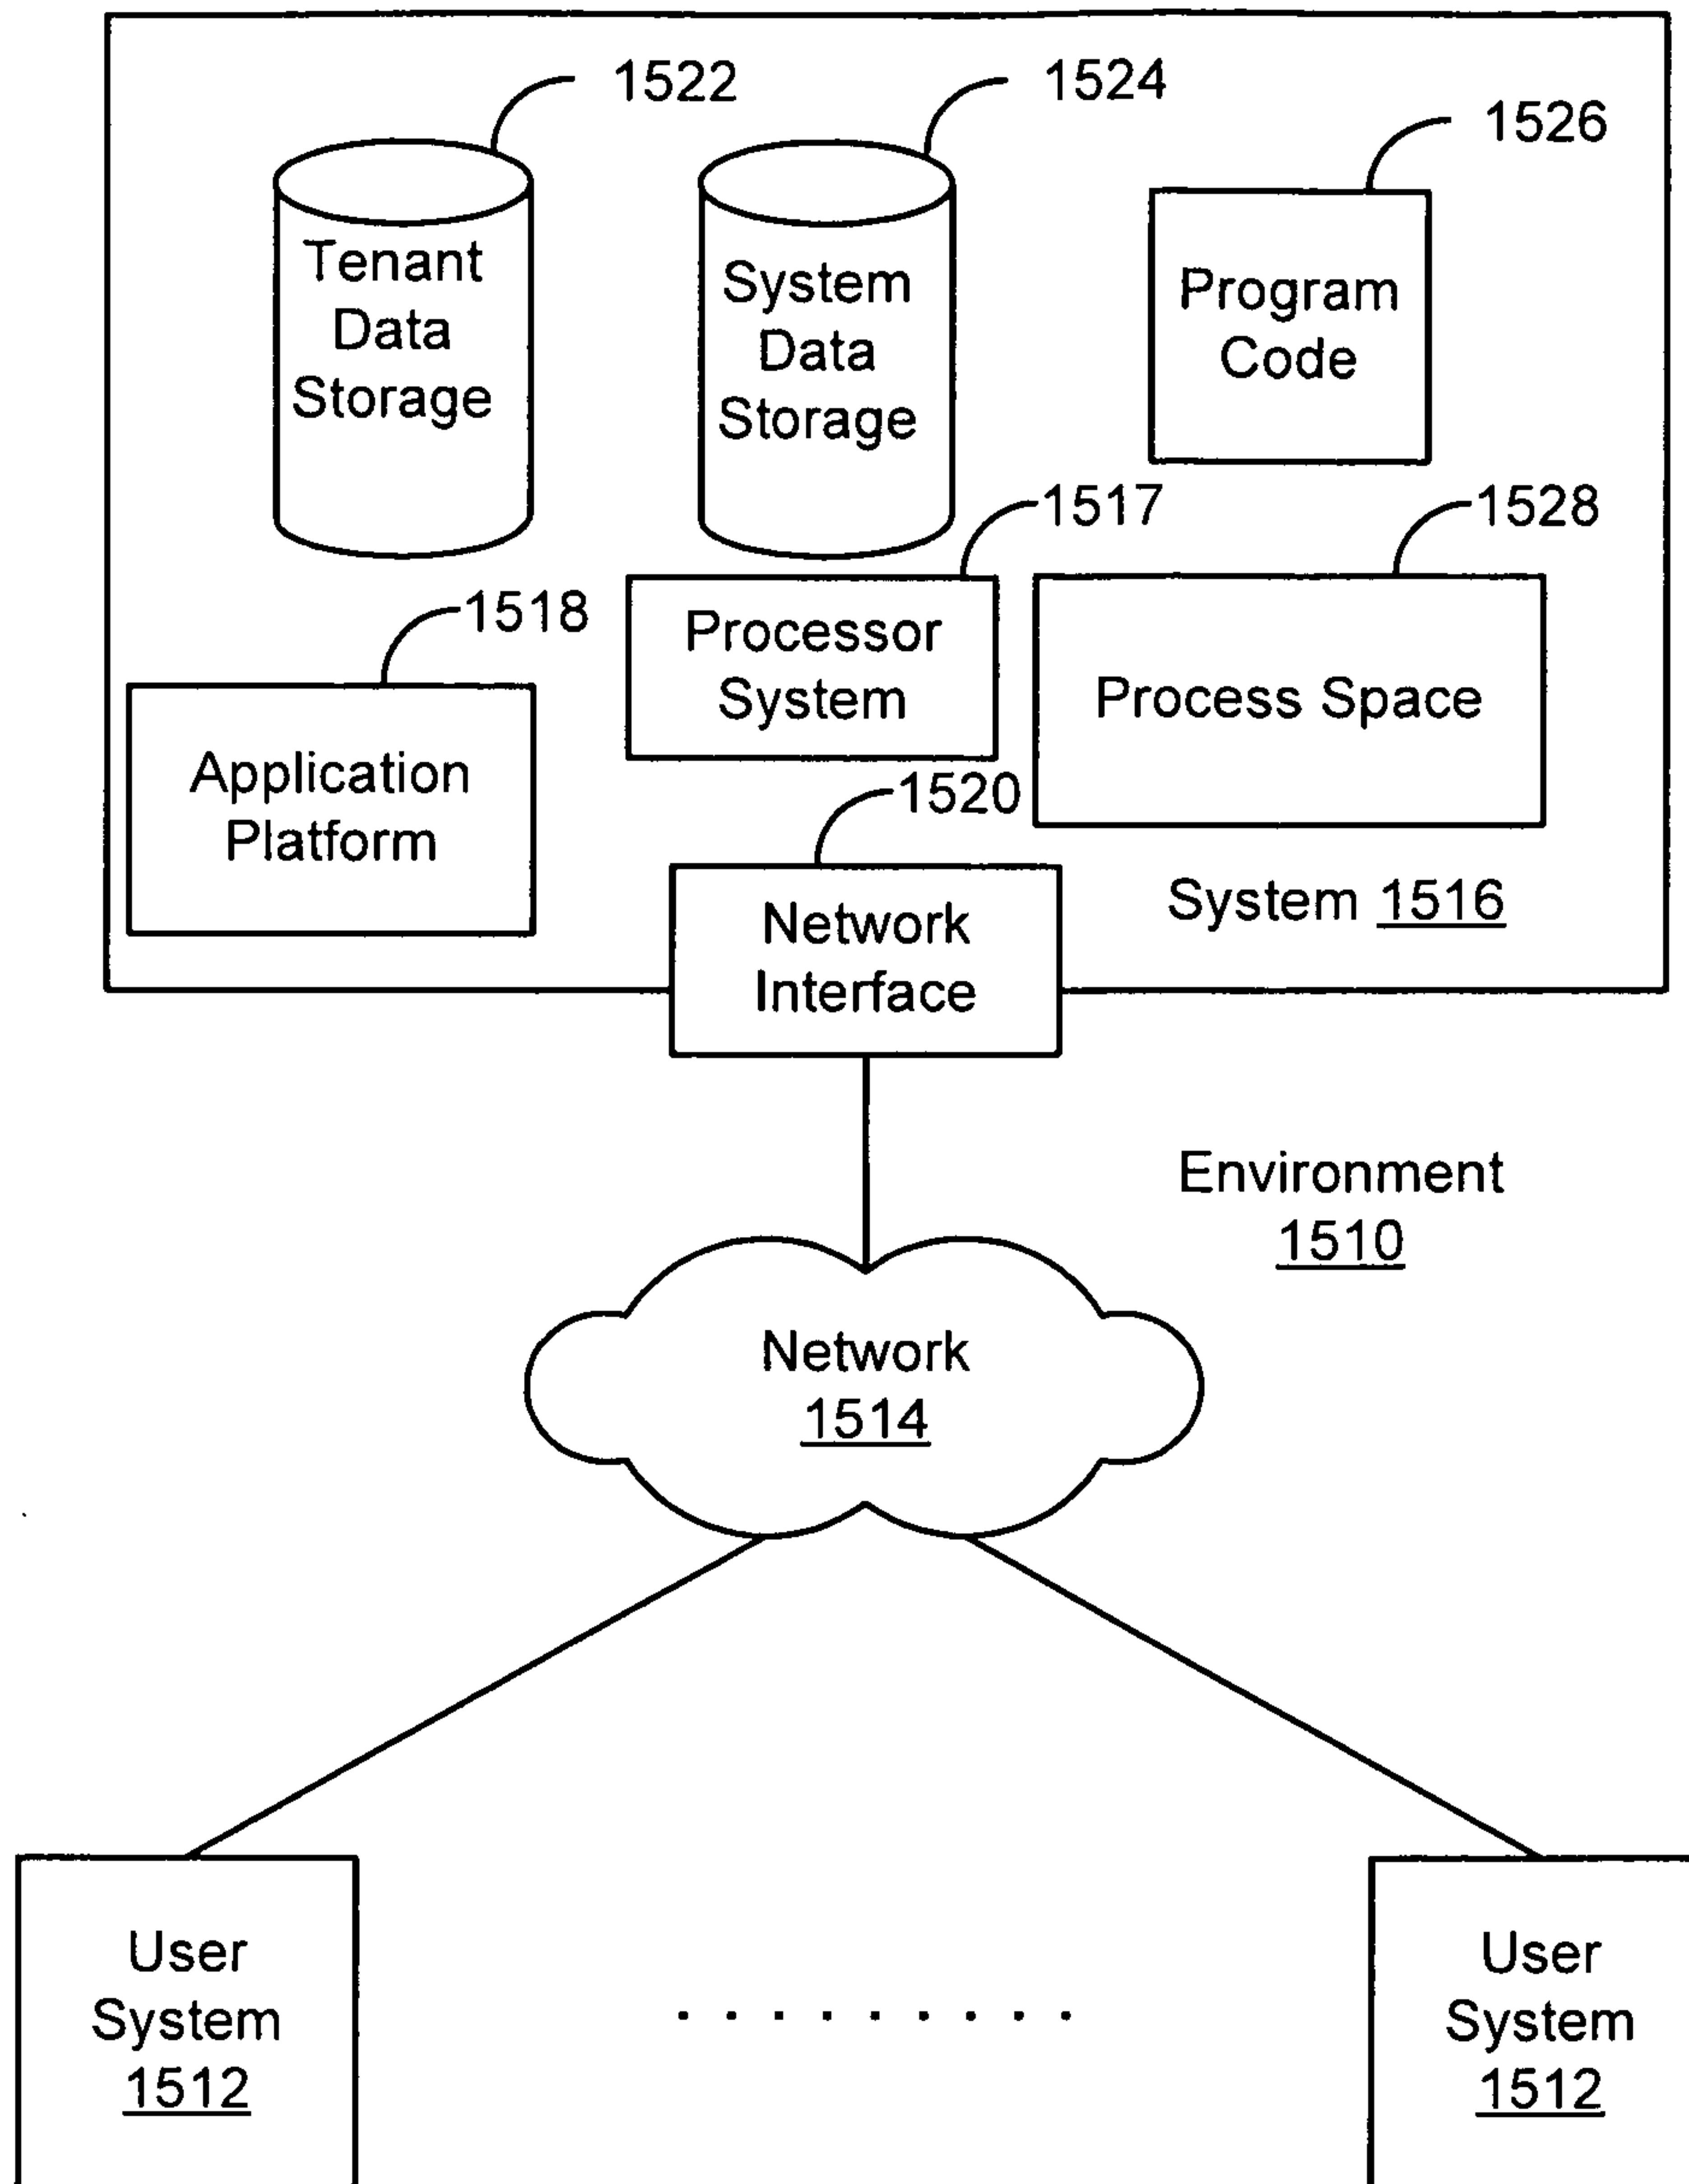 1522
1524
1526
Tenant
Data
Storage
System
Data
Storage
Program
Code
1517
1528
1518
Processor
System
Process Space
Application
Platform
1520
Network
Interface
System 1516
Environment
1510
Network
1514
User
System
1512
User
System
1512